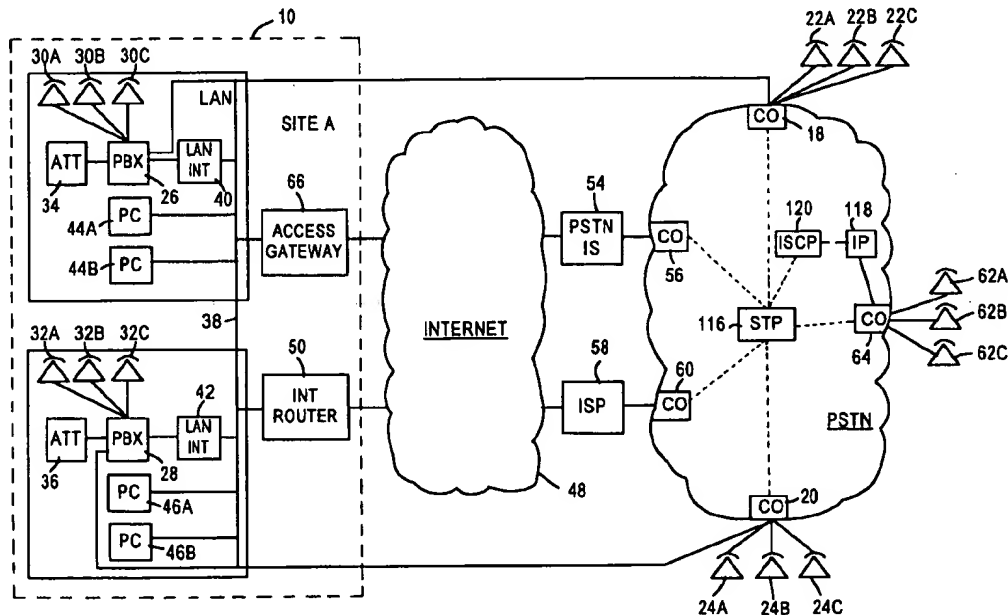 10
22A 22B 22C
30A 30B 30C
LAN
SITE A
CO
18
ATT
34
PBX
26
LAN INT
40
66
ACCESS GATEWAY
44A
PC
44B
PC
54
PSTN IS
CO
56
120
ISCP
118
IP
62A
62B
62C
CO
64
116
STP
INTERNET
38
32A 32B 32C
50
INT ROUTER
42
LAN INT
58
ISP
60
CO
PSTN
ATT
36
PBX
28
PC
46A
PC
46B
48
20
CO
24A 24B 24C